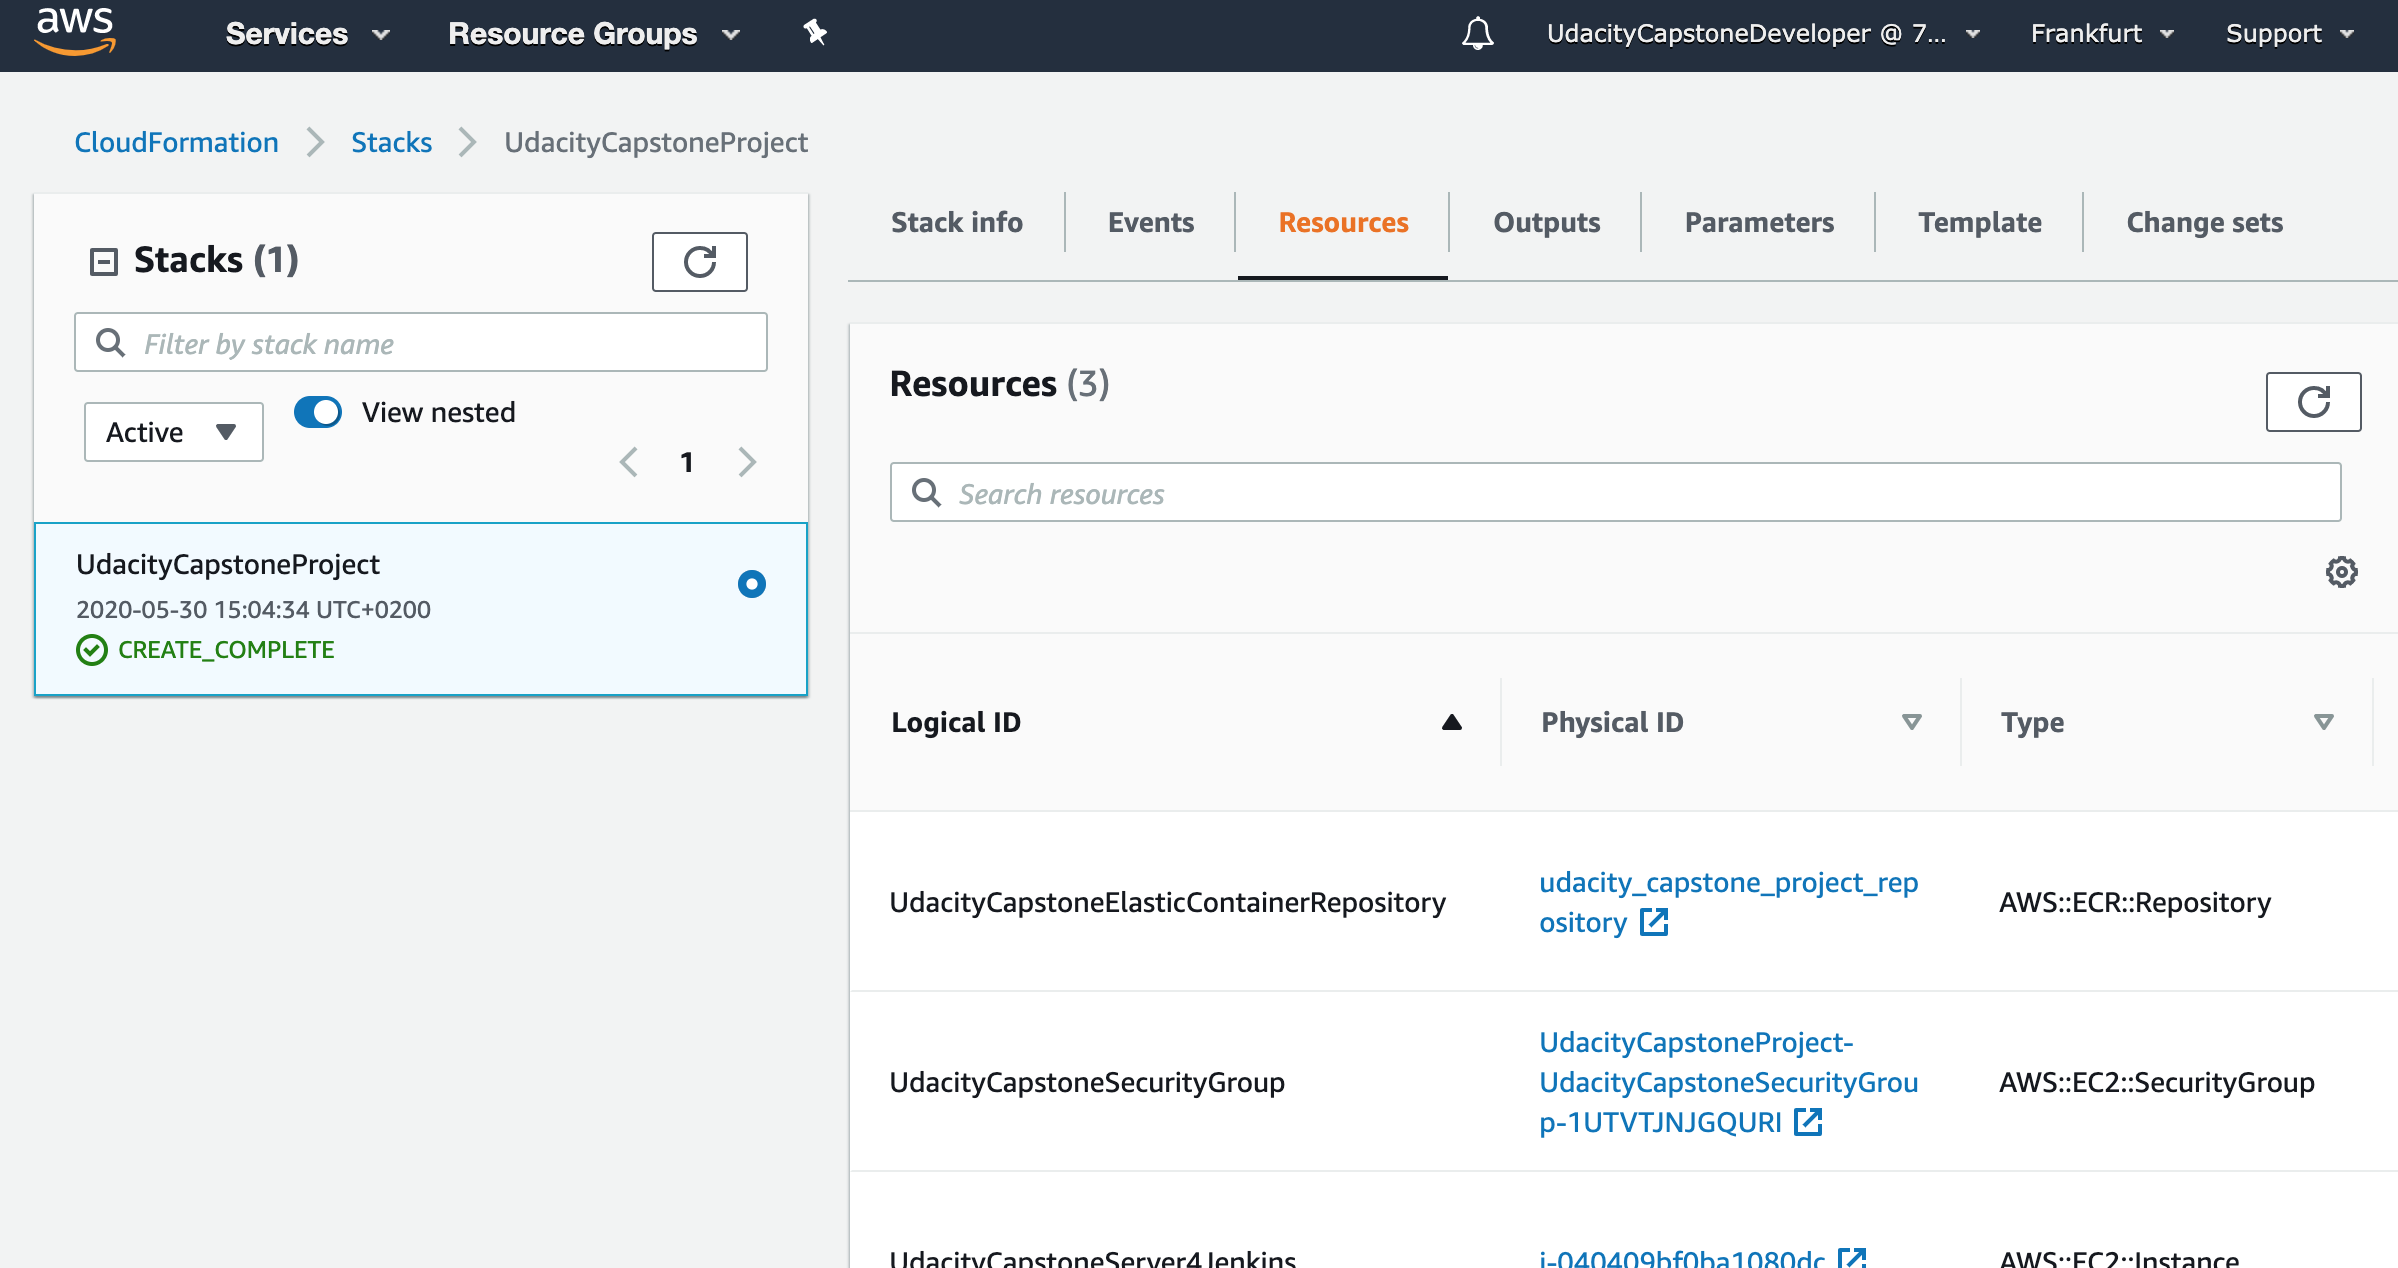 aws
Services
Resource Groups
UdacityCapstoneDeveloper @ 7...
Frankfurt
Support
CloudFormation
Stacks
UdacityCapstoneProject
Stacks (1)
Filter by stack name
Active
View nested
1
UdacityCapstoneProject
2020-05-30 15:04:34 UTC+0200
CREATE_COMPLETE
Stack info
Events
Resources
Outputs
Parameters
Template
Change sets
Resources (3)
Search resources
Logical ID
Physical ID
Type
UdacityCapstoneElasticContainerRepository
udacity_capstone_project_rep
ository
AWS::ECR::Repository
UdacityCapstoneSecurityGroup
UdacityCapstoneProject-
UdacityCapstoneSecurityGrou
p-1UTVTJNJGQURI
AWS::EC2::SecurityGroup
UdacityCapstoneServer4Jenkins
i-040409bf0ba1080dc
AWS::EC2::Instance